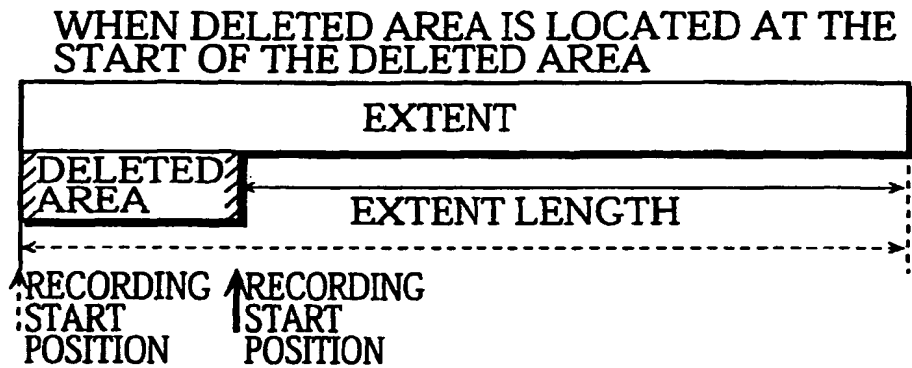 WHEN DELETED AREA IS LOCATED AT THE
START OF THE DELETED AREA
EXTENT
DELETED
AREA
EXTENT LENGTH
RECORDING
START
POSITION
RECORDING
START
POSITION